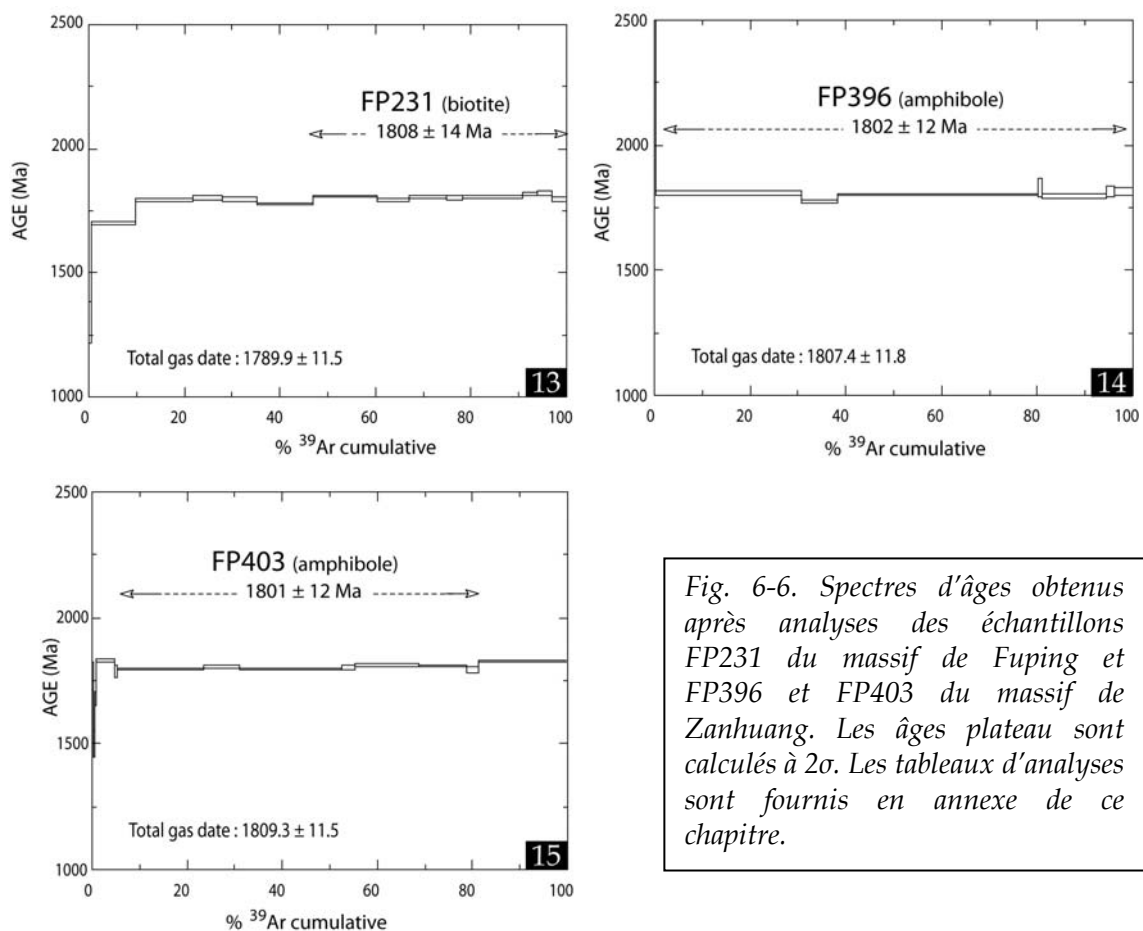 2500
2000
1500
1000
AGE (Ma)
FP231 (biotite)
1808 ± 14 Ma
Total gas date : 1789.9 ± 11.5
13
0 20 40 60 80 100
% ³⁹Ar cumulative
2500
2000
1500
1000
AGE (Ma)
FP396 (amphibole)
1802 ± 12 Ma
Total gas date : 1807.4 ± 11.8
14
0 20 40 60 80 100
% ³⁹Ar cumulative
2500
2000
1500
1000
AGE (Ma)
FP403 (amphibole)
1801 ± 12 Ma
Total gas date : 1809.3 ± 11.5
15
0 20 40 60 80 100
% ³⁹Ar cumulative
Fig. 6-6. Spectres d'âges obtenus
après analyses des échantillons
FP231 du massif de Fuping et
FP396 et FP403 du massif de
Zanhuang. Les âges plateau sont
calculés à 2σ. Les tableaux d'analyses
sont fournis en annexe de ce
chapitre.